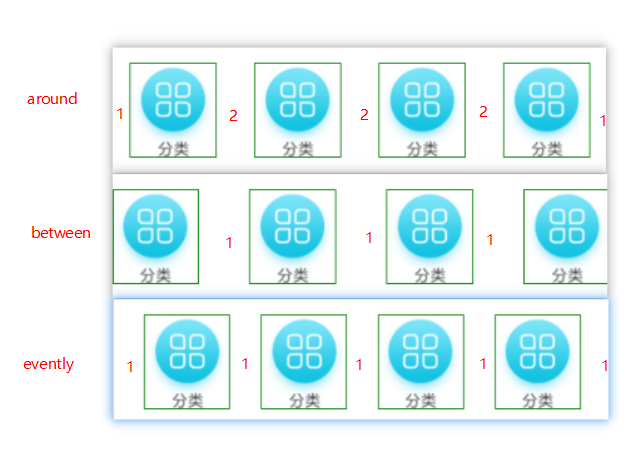 around
1 2 2 2 1
分类 分类 分类 分类
between
1 1 1
分类 分类 分类 分类
evently
1 1 1 1 1
分类 分类 分类 分类